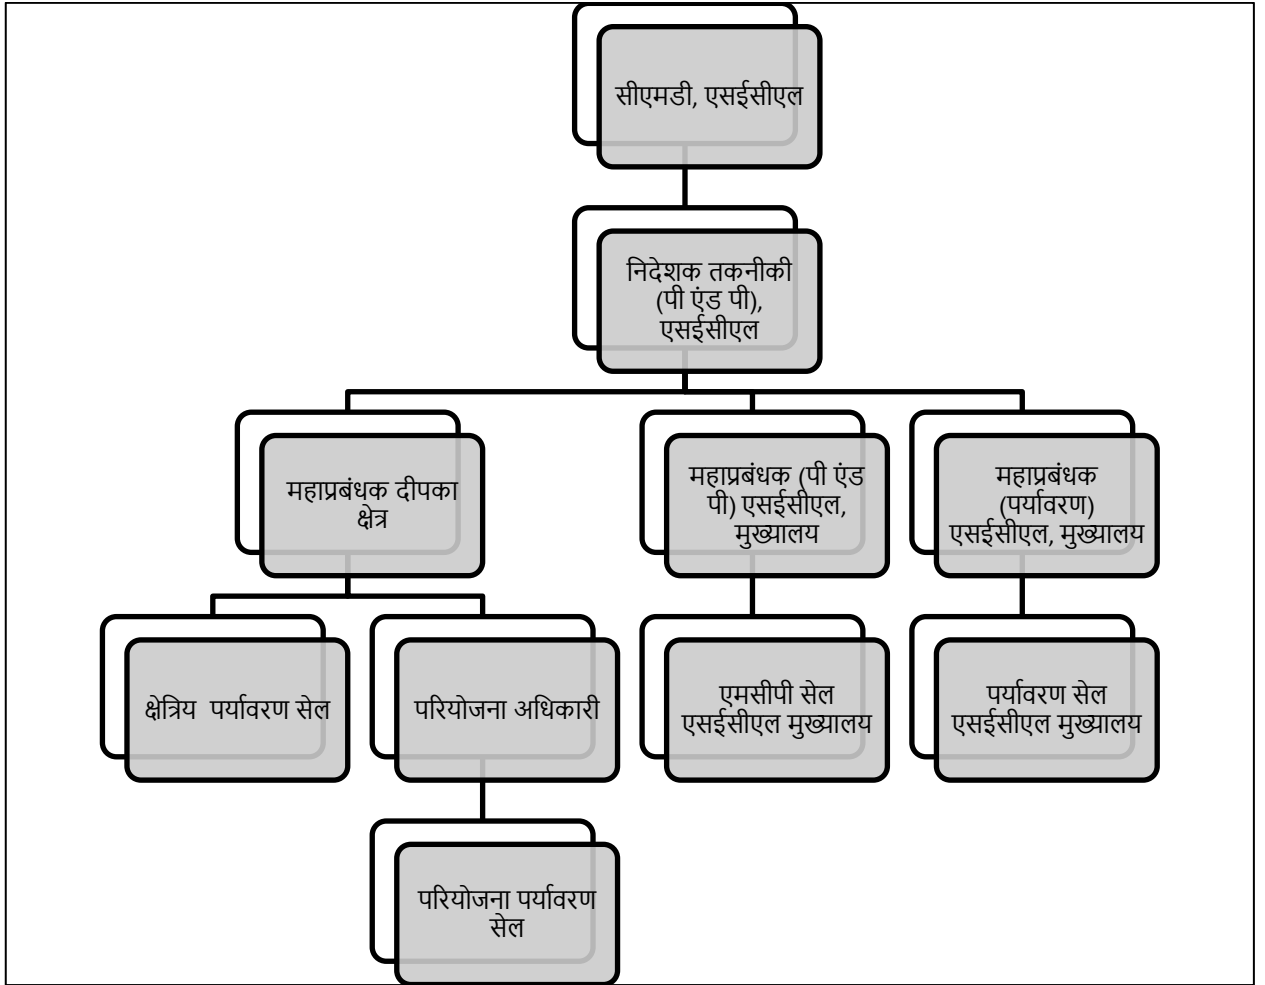 सीएमडी, एसईसीएल
निदेशक तकनीकी
(पी एंड पी),
एसईसीएल
महाप्रबंधक दीपका
क्षेत्र
महाप्रबंधक (पी एंड
पी) एसईसीएल,
मुख्यालय
महाप्रबंधक
(पर्यावरण)
एसईसीएल, मुख्यालय
क्षेत्रिय पर्यावरण सेल
परियोजना अधिकारी
एमसीपी सेल
एसईसीएल मुख्यालय
पर्यावरण सेल
एसईसीएल मुख्यालय
परियोजना पर्यावरण
सेल